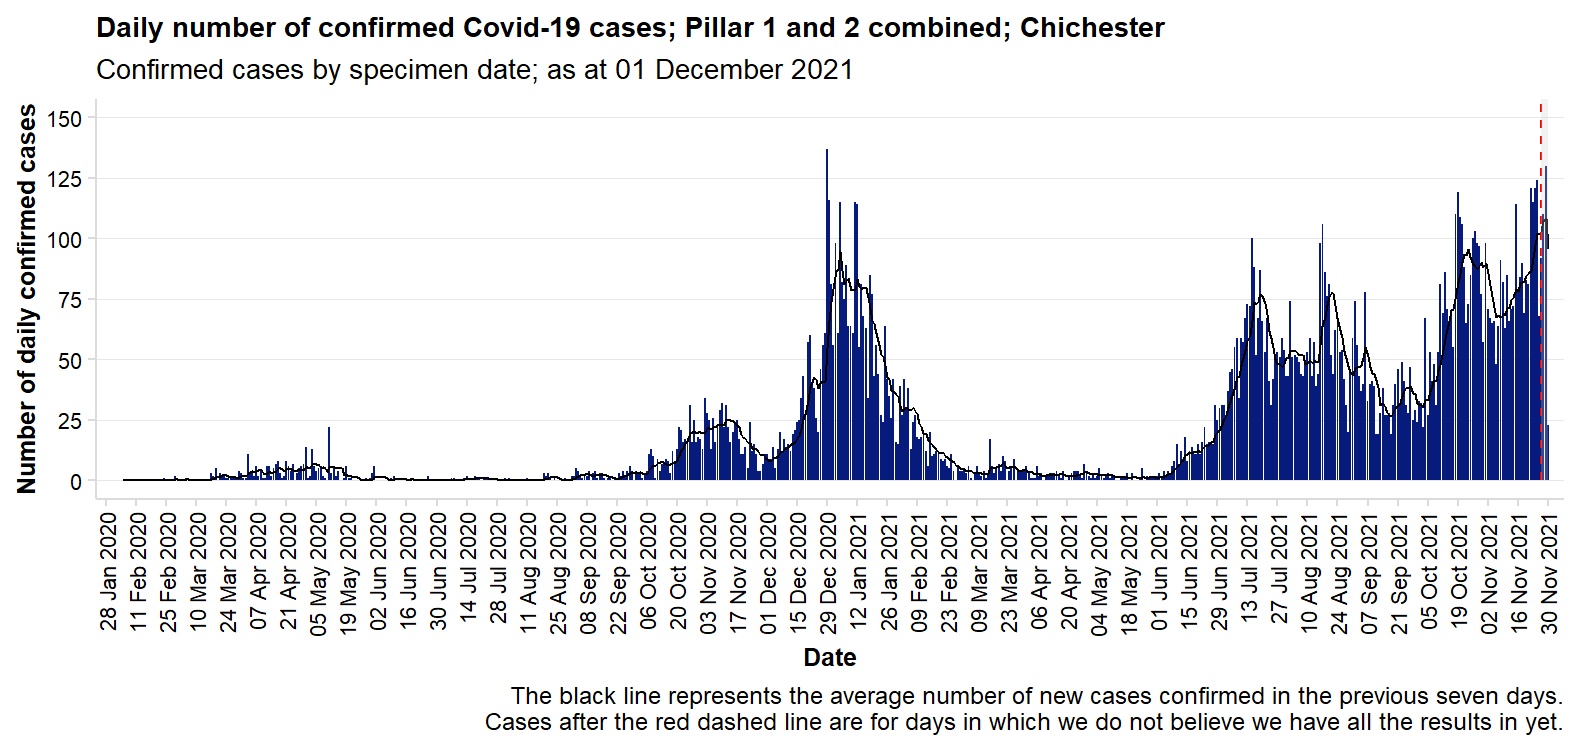 Daily number of confirmed Covid-19 cases; Pillar 1 and 2 combined; Chichester
Confirmed cases by specimen date; as at 01 December 2021
Number of daily confirmed cases
150
125
100
75
50
25
0
28 Jan 2020
11 Feb 2020
25 Feb 2020
10 Mar 2020
24 Mar 2020
07 Apr 2020
21 Apr 2020
05 May 2020
19 May 2020
02 Jun 2020
16 Jun 2020
30 Jun 2020
14 Jul 2020
28 Jul 2020
11 Aug 2020
25 Aug 2020
08 Sep 2020
22 Sep 2020
06 Oct 2020
20 Oct 2020
03 Nov 2020
17 Nov 2020
01 Dec 2020
15 Dec 2020
29 Dec 2020
12 Jan 2021
26 Jan 2021
09 Feb 2021
23 Feb 2021
09 Mar 2021
23 Mar 2021
06 Apr 2021
20 Apr 2021
04 May 2021
18 May 2021
01 Jun 2021
15 Jun 2021
29 Jun 2021
13 Jul 2021
27 Jul 2021
10 Aug 2021
24 Aug 2021
07 Sep 2021
21 Sep 2021
05 Oct 2021
19 Oct 2021
02 Nov 2021
16 Nov 2021
30 Nov 2021
Date
The black line represents the average number of new cases confirmed in the previous seven days.
Cases after the red dashed line are for days in which we do not believe we have all the results in yet.